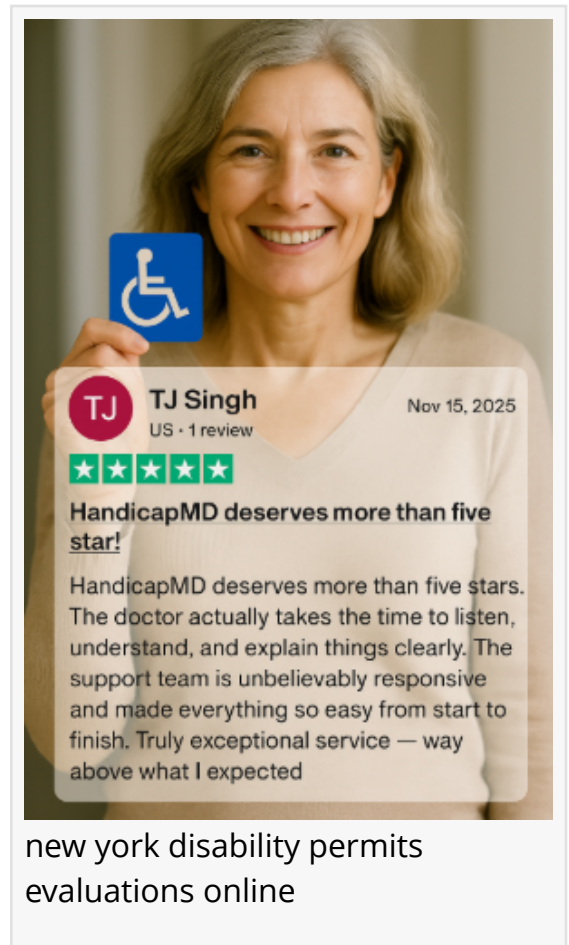 TJ
TJ Singh
Nov 15, 2025
US · 1 review
HandicapMD deserves more than five
star!
HandicapMD deserves more than five stars.
The doctor actually takes the time to listen,
understand, and explain things clearly. The
support team is unbelievably responsive
and made everything so easy from start to
finish. Truly exceptional service — way
above what I expected
new york disability permits
evaluations online